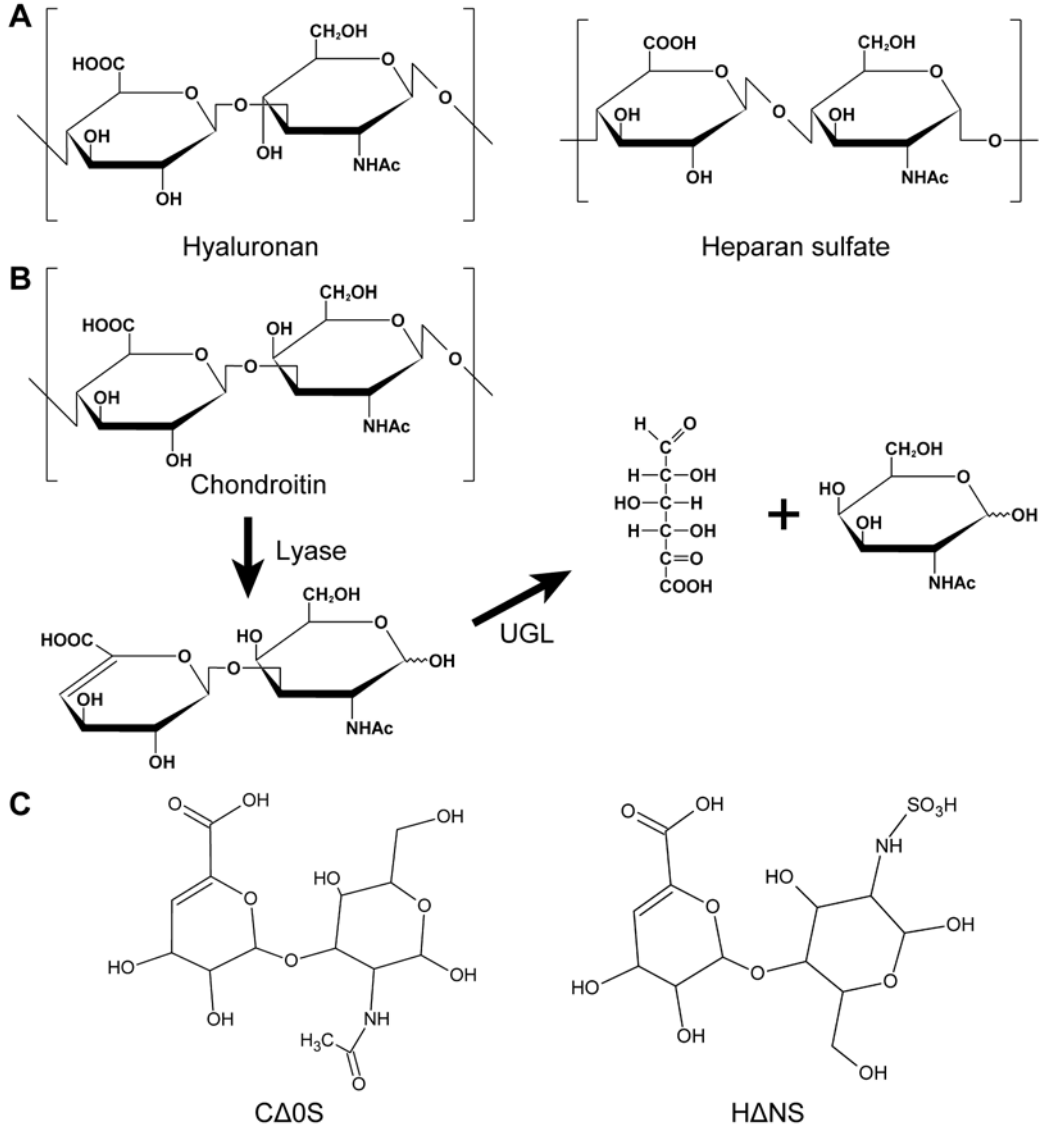 A
HOOC
O
OH
OH
O
CH₂OH
O
OH
NHAc
O
Hyaluronan
COOH
O
OH
OH
O
CH₂OH
O
OH
NHAc
O
Heparan sulfate
B
HOOC
O
OH
OH
O
CH₂OH
OH
O
NHAc
O
Chondroitin
Lyase
HOOC
O
OH
OH
O
CH₂OH
HO
O
OH
NHAc
UGL
H O
C
H C OH
HO C H
H C OH
C=O
COOH
+
CH₂OH
HO
O
OH
OH
NHAc
C
O
OH
O
HO
OH
O
HO
OH
O
OH
NH
H₃C
O
CΔ0S
O
OH
O
HO
OH
O
HO
NH
SO₃H
OH
O
OH
HΔNS